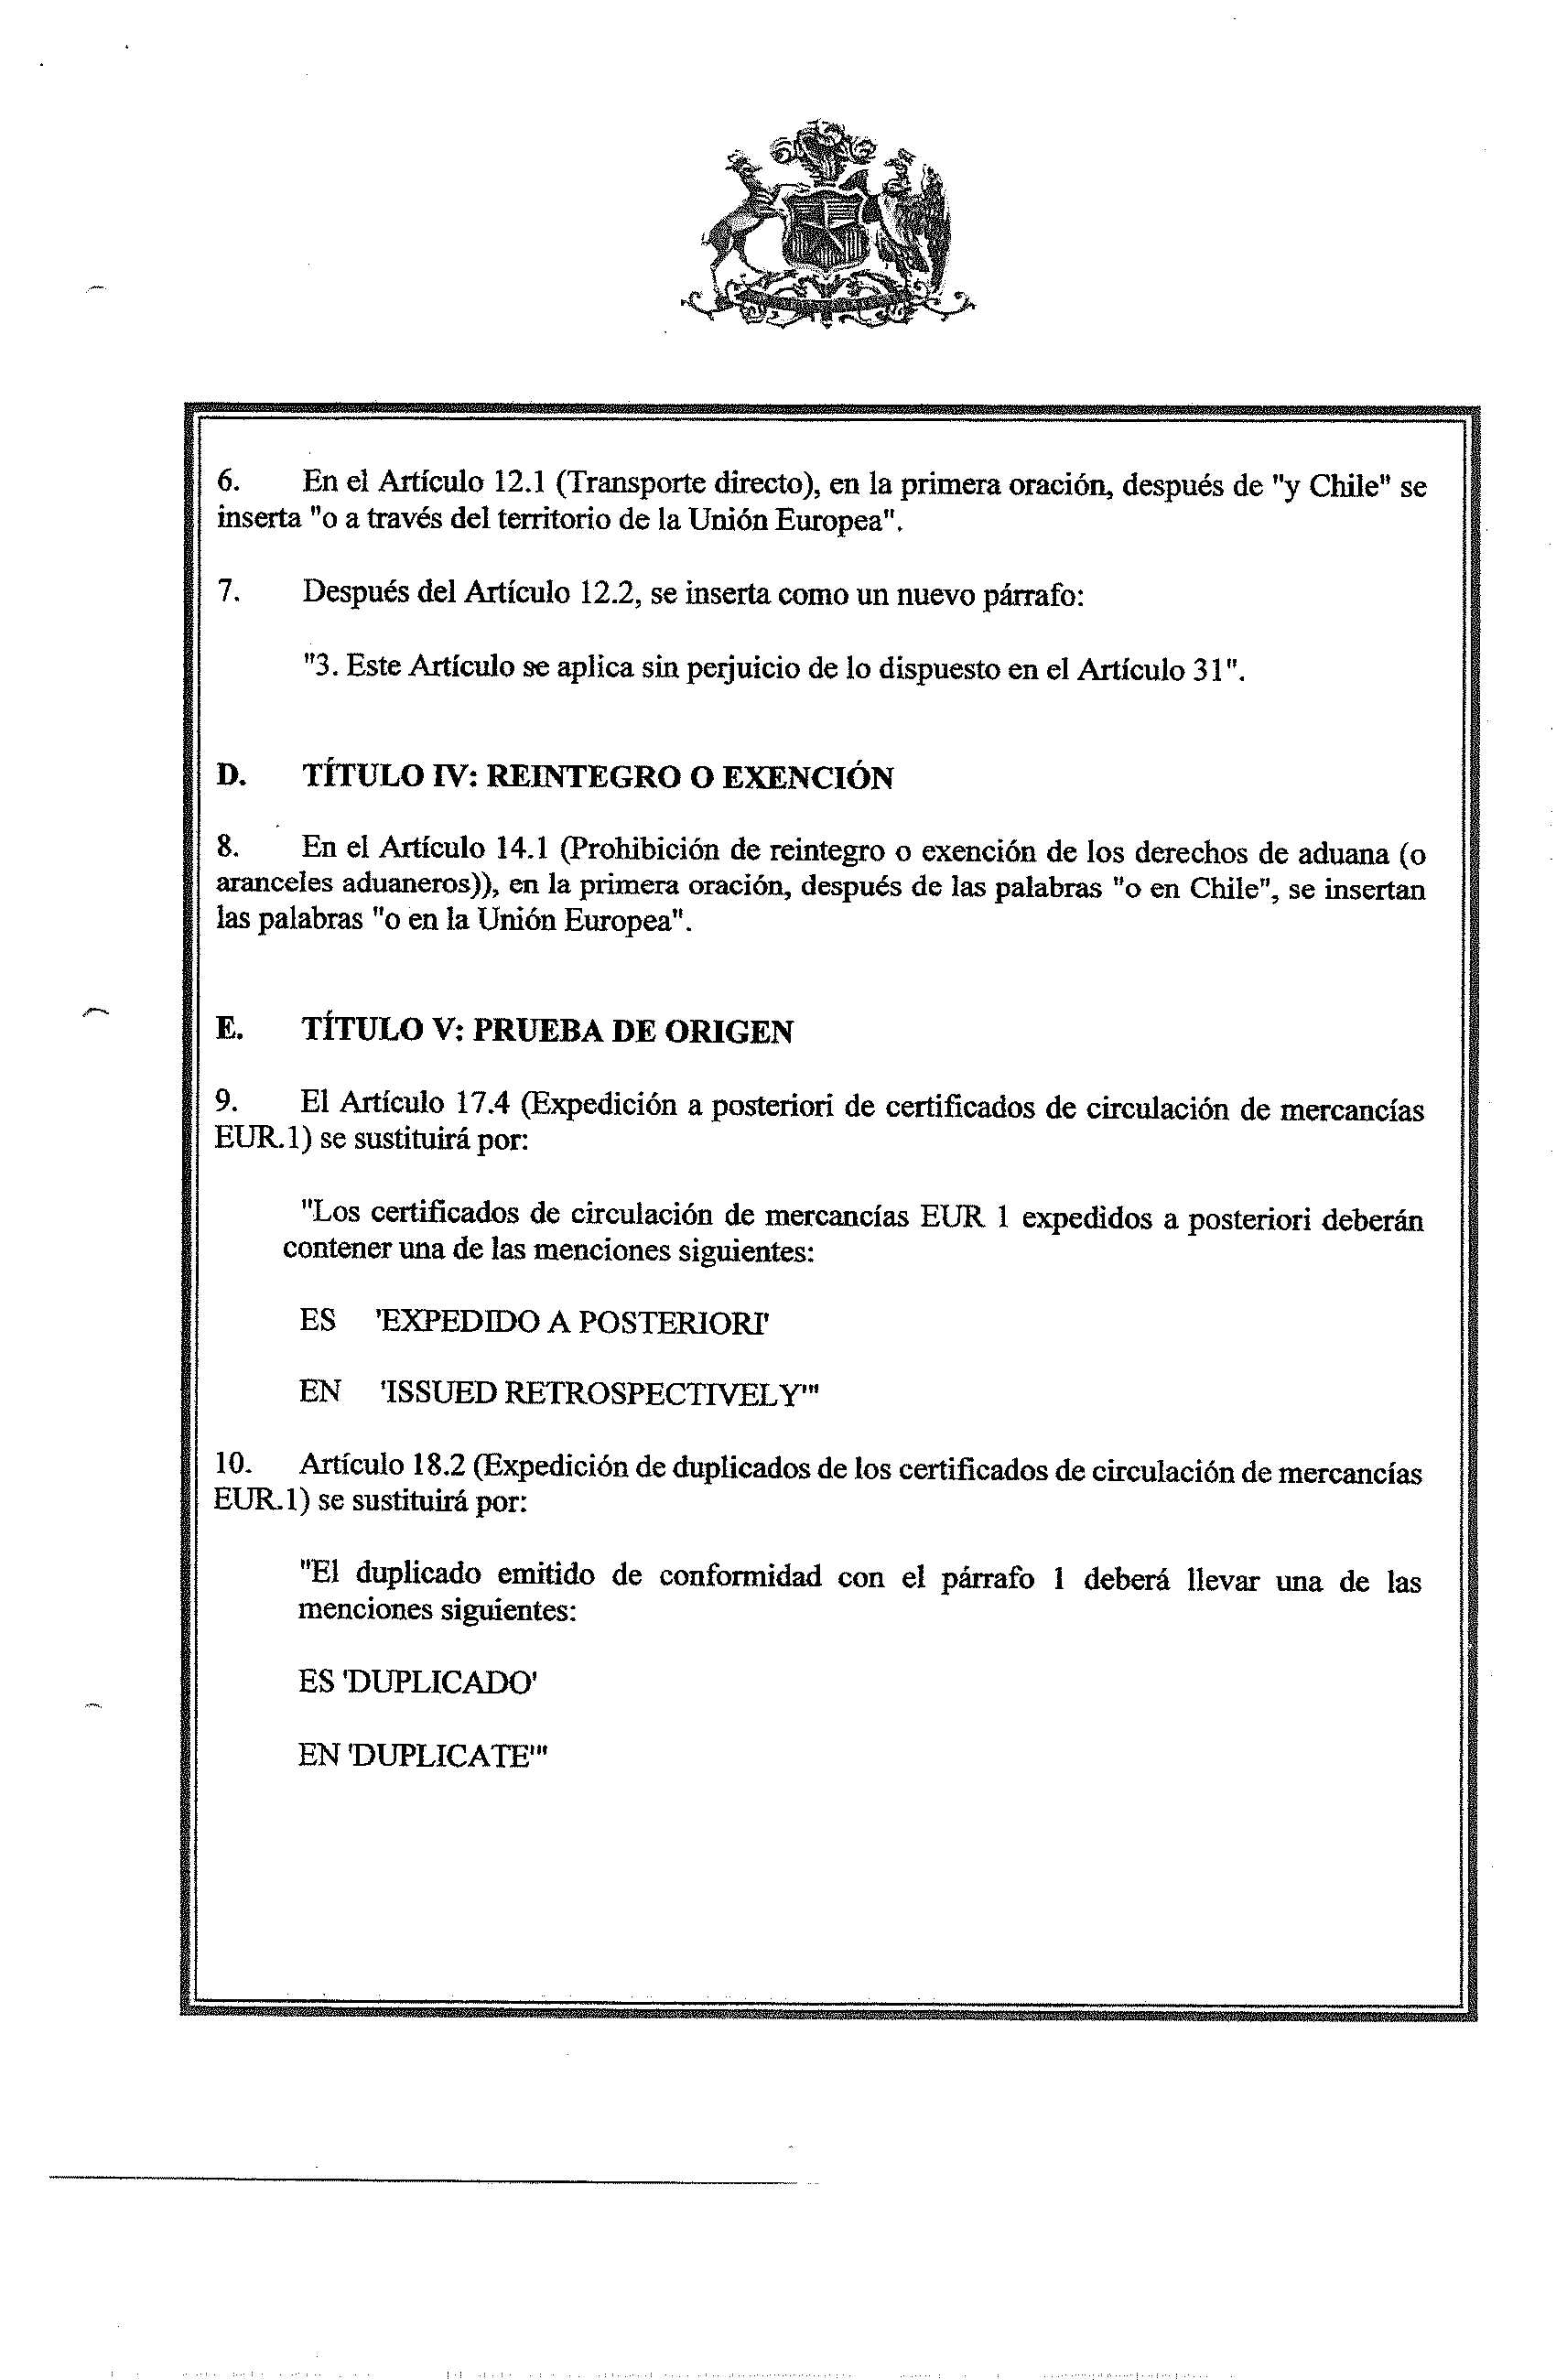 6. En el Artículo 12.1 (Transporte directo), en la primera oración, después de "y Chile" se
inserta "o a través del territorio de la Unión Europea".
7. Después del Artículo 12.2, se inserta como un nuevo párrafo:
"3. Este Artículo se aplica sin perjuicio de lo dispuesto en el Artículo 31".
D. TÍTULO IV: REINTEGRO O EXENCIÓN
8. En el Artículo 14.1 (Prohibición de reintegro o exención de los derechos de aduana (o
aranceles aduaneros)), en la primera oración, después de las palabras "o en Chile", se insertan
las palabras "o en la Unión Europea".
E. TÍTULO V: PRUEBA DE ORIGEN
9. El Artículo 17.4 (Expedición a posteriori de certificados de circulación de mercancías
EUR.1) se sustituirá por:
"Los certificados de circulación de mercancías EUR 1 expedidos a posteriori deberán
contener una de las menciones siguientes:
ES 'EXPEDIDO A POSTERIORI'
EN 'ISSUED RETROSPECTIVELY'"
10. Artículo 18.2 (Expedición de duplicados de los certificados de circulación de mercancías
EUR.1) se sustituirá por:
"El duplicado emitido de conformidad con el párrafo 1 deberá llevar una de las
menciones siguientes:
ES 'DUPLICADO'
EN 'DUPLICATE'"